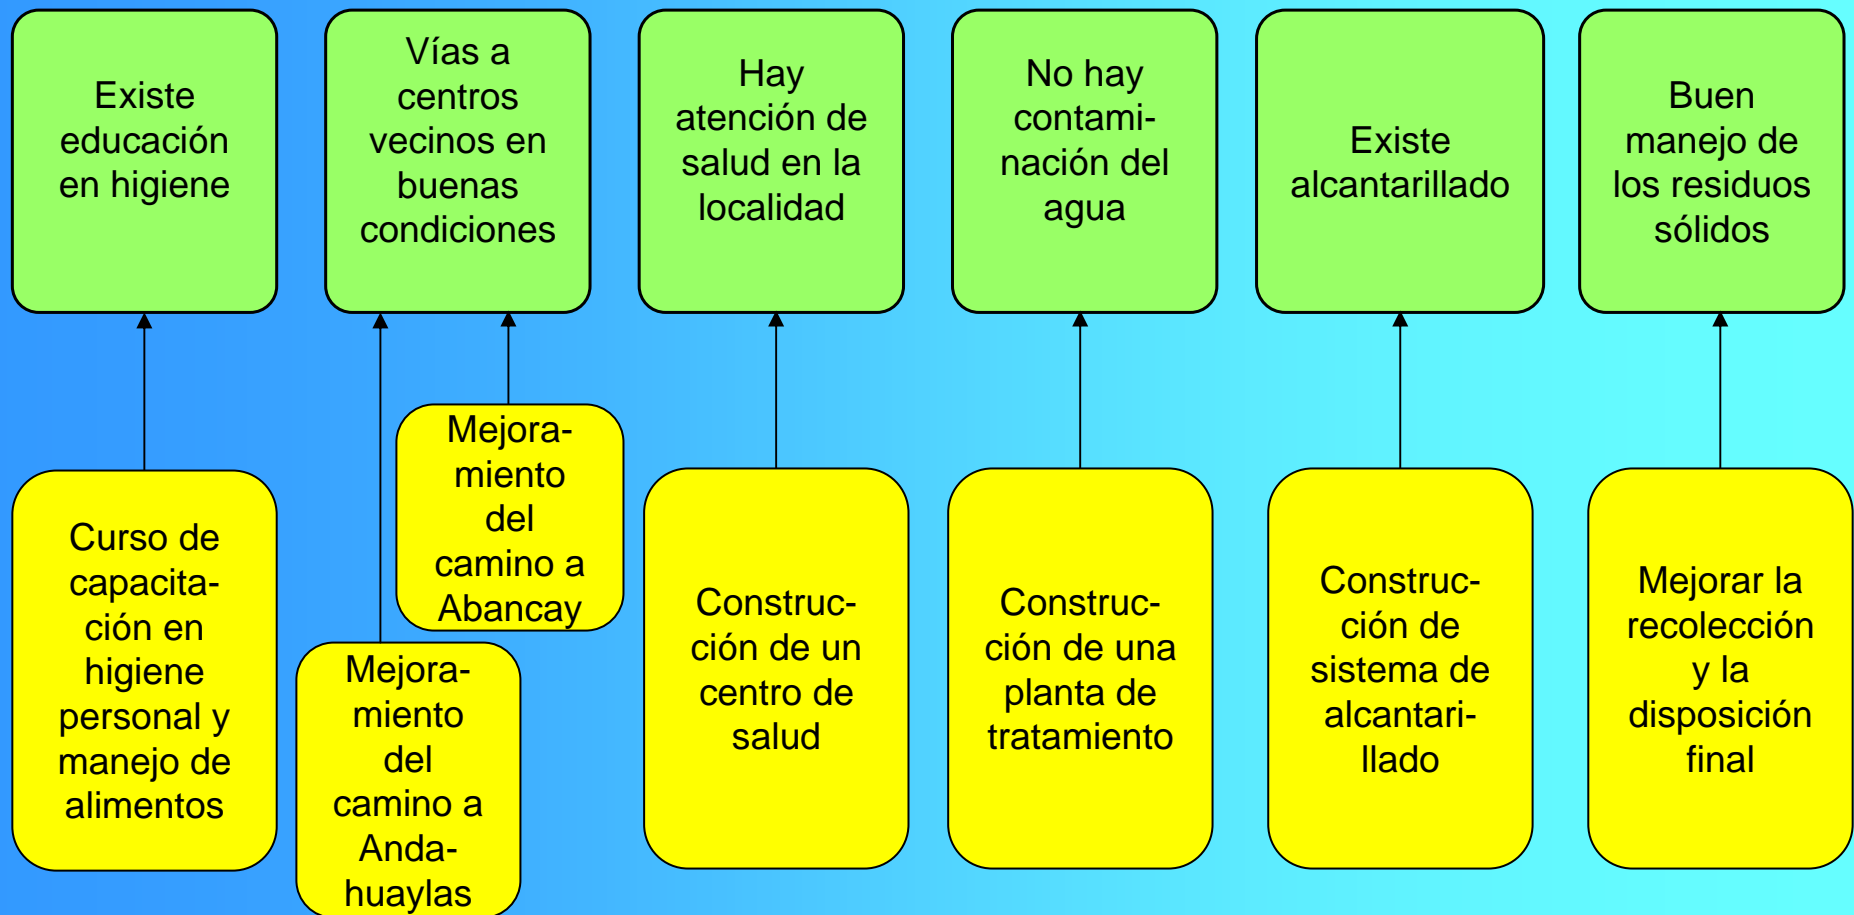 Existe
educación
en higiene
Vías a
centros
vecinos en
buenas
condiciones
Hay
atención de
salud en la
localidad
No hay
contami-
nación del
agua
Existe
alcantarillado
Buen
manejo de
los residuos
sólidos
Curso de
capacita-
ción en
higiene
personal y
manejo de
alimentos
Mejora-
miento
del
camino a
Anda-
huaylas
Mejora-
miento
del
camino a
Abancay
Construc-
ción de un
centro de
salud
Construc-
ción de una
planta de
tratamiento
Construc-
ción de
sistema de
alcantari-
llado
Mejorar la
recolección
y la
disposición
final